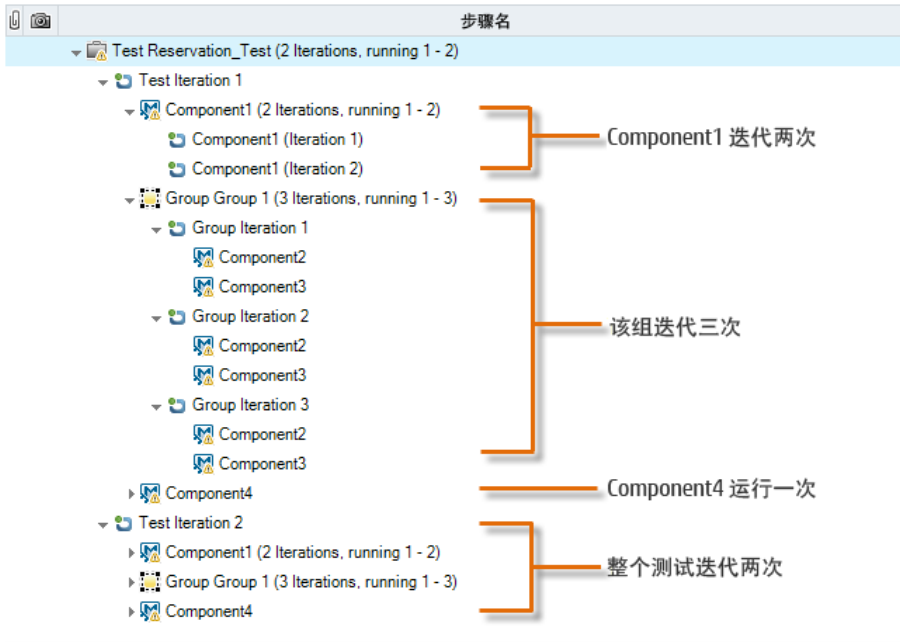 步骤名
Test Reservation_Test (2 Iterations, running 1 - 2)
Test Iteration 1
Component1 (2 Iterations, running 1 - 2)
Component1 迭代两次
Component1 (Iteration 1)
Component1 (Iteration 2)
Group Group 1 (3 Iterations, running 1 - 3)
Group Iteration 1
Component2
Component3
Group Iteration 2
该组迭代三次
Component2
Component3
Group Iteration 3
Component2
Component3
Component4
Component4 运行一次
Test Iteration 2
Component1 (2 Iterations, running 1 - 2)
整个测试迭代两次
Group Group 1 (3 Iterations, running 1 - 3)
Component4